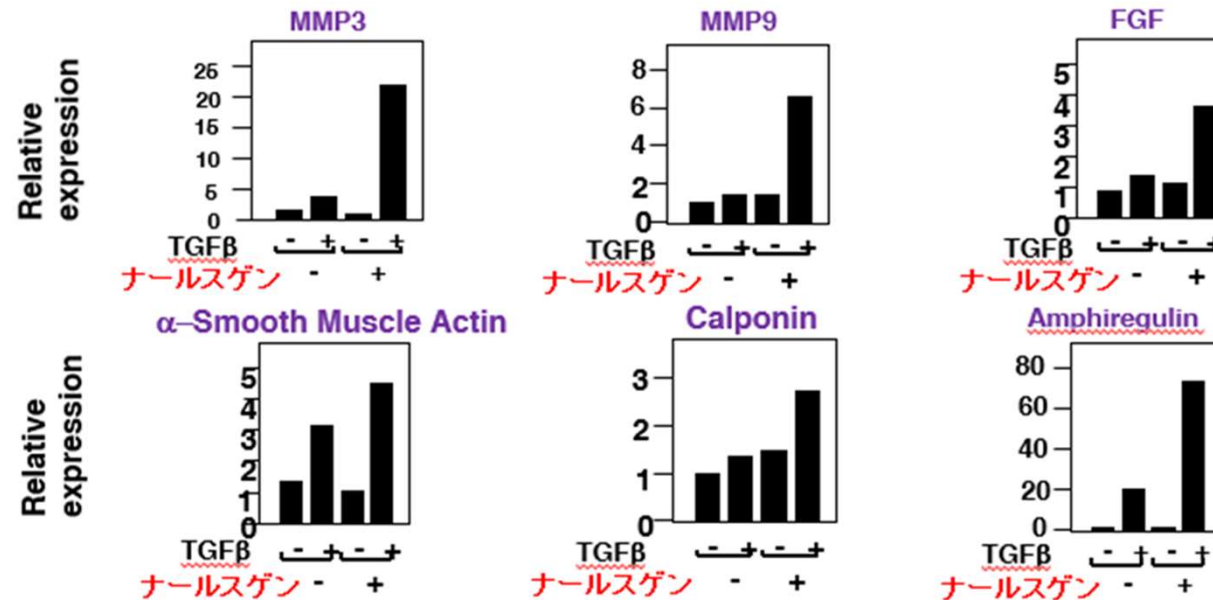 MMP3
MMP9
FGF
Relative expression
25
20
15
10
5
0
8
6
4
2
0
5
4
3
2
1
0
TGFβ - + - +
ナールスゲン - +
TGFβ - + - +
ナールスゲン - +
TGFβ - + - +
ナールスゲン - +
α–Smooth Muscle Actin
Calponin
Amphiregulin
Relative expression
5
4
3
2
1
0
3
2
1
0
80
60
40
20
0
TGFβ - + - +
ナールスゲン - +
TGFβ - + - +
ナールスゲン - +
TGFβ - + - +
ナールスゲン - +